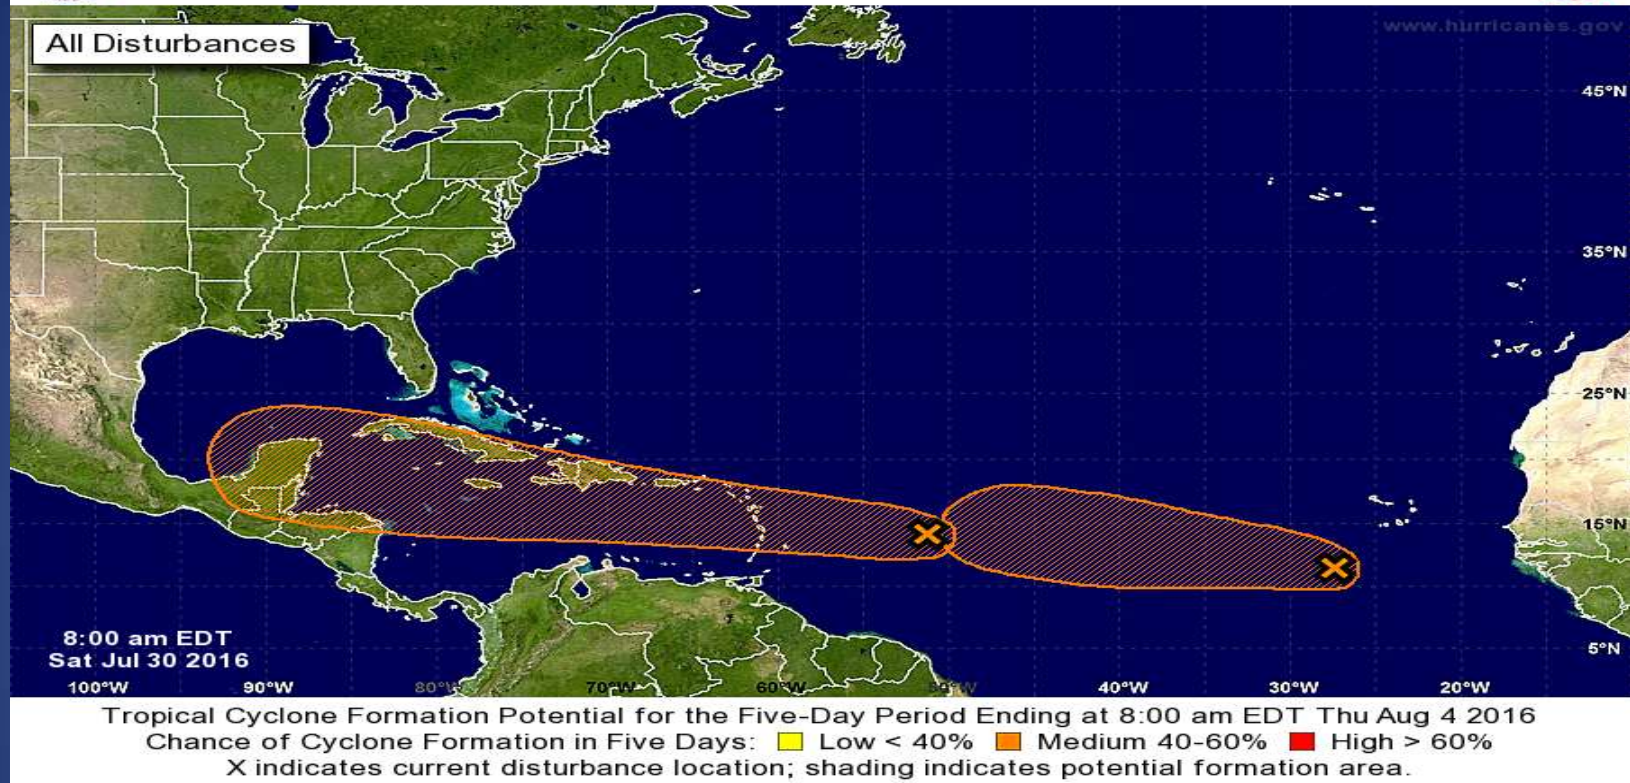 www.hurricanes.gov
All Disturbances
45°N
35°N
25°N
15°N
5°N
8:00 am EDT
Sat Jul 30 2016
100°W 90°W 80°W 70°W 60°W 50°W 40°W 30°W 20°W
Tropical Cyclone Formation Potential for the Five-Day Period Ending at 8:00 am EDT Thu Aug 4 2016
Chance of Cyclone Formation in Five Days: Low < 40% Medium 40-60% High > 60%
X indicates current disturbance location; shading indicates potential formation area.